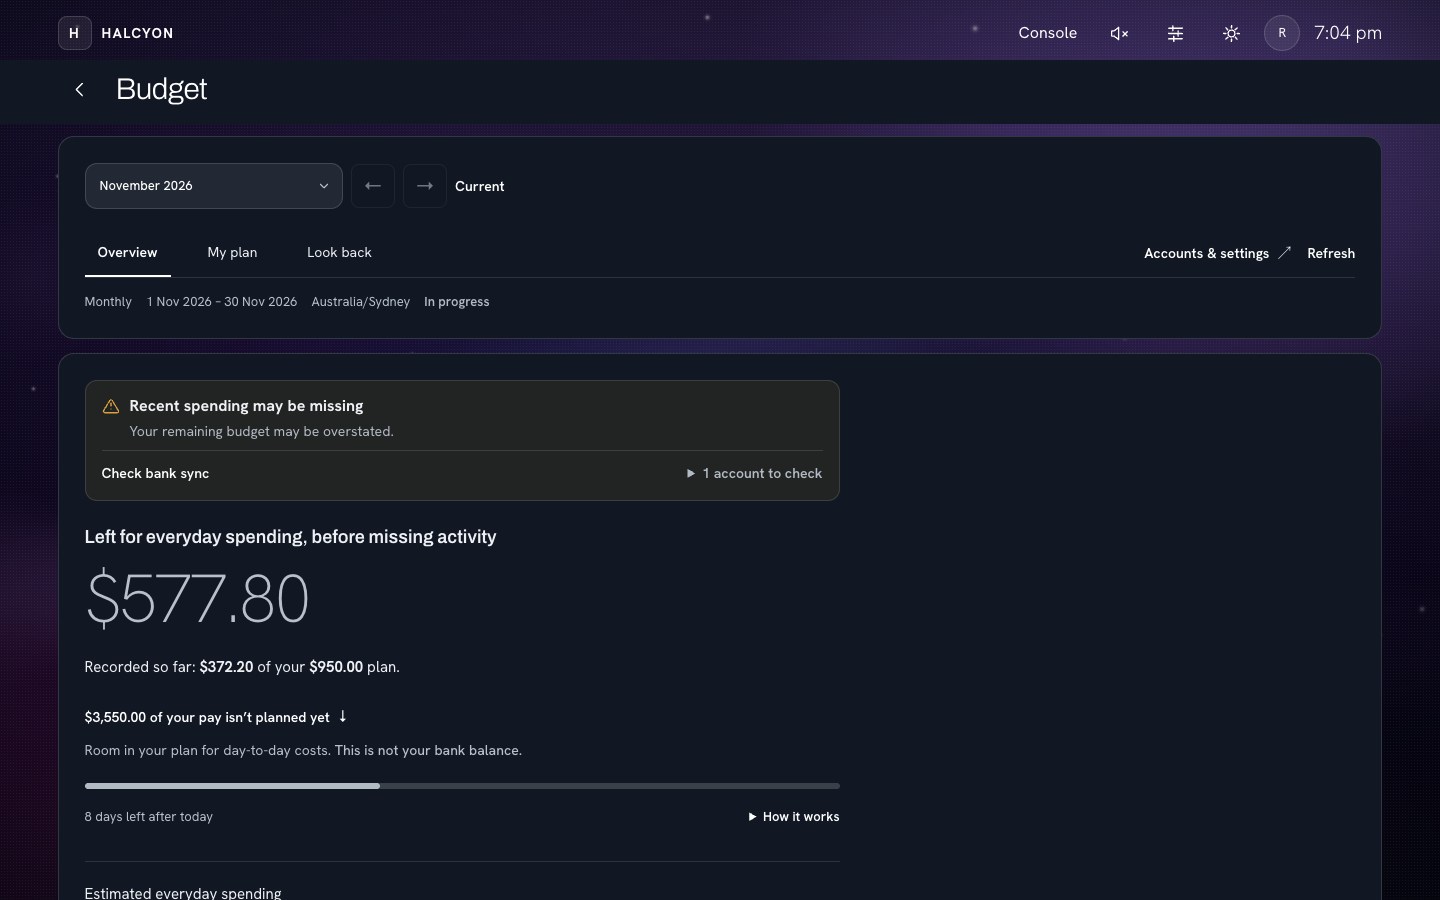 H HALCYON Console R 7:04 pm
Budget
November 2026 ← → Current
Overview My plan Look back Accounts & settings Refresh
Monthly 1 Nov 2026 – 30 Nov 2026 Australia/Sydney In progress
Recent spending may be missing
Your remaining budget may be overstated.
Check bank sync ▶ 1 account to check
Left for everyday spending, before missing activity
$577.80
Recorded so far: $372.20 of your $950.00 plan.
$3,550.00 of your pay isn’t planned yet ↓
Room in your plan for day-to-day costs. This is not your bank balance.
8 days left after today ▶ How it works
Estimated everyday spending